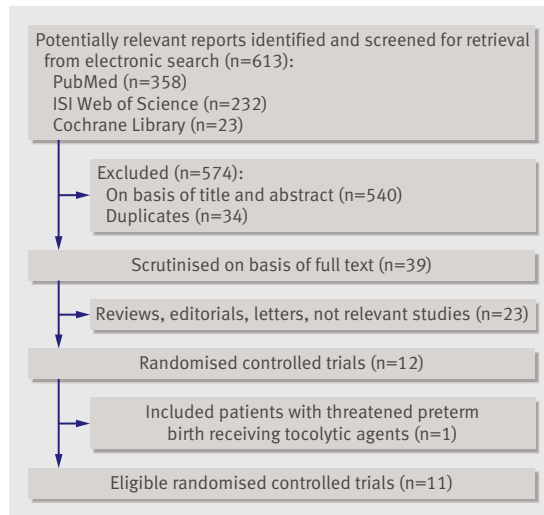 Potentially relevant reports identified and screened for retrieval
from electronic search (n=613):
PubMed (n=358)
ISI Web of Science (n=232)
Cochrane Library (n=23)
Excluded (n=574):
On basis of title and abstract (n=540)
Duplicates (n=34)
Scrutinised on basis of full text (n=39)
Reviews, editorials, letters, not relevant studies (n=23)
Randomised controlled trials (n=12)
Included patients with threatened preterm
birth receiving tocolytic agents (n=1)
Eligible randomised controlled trials (n=11)